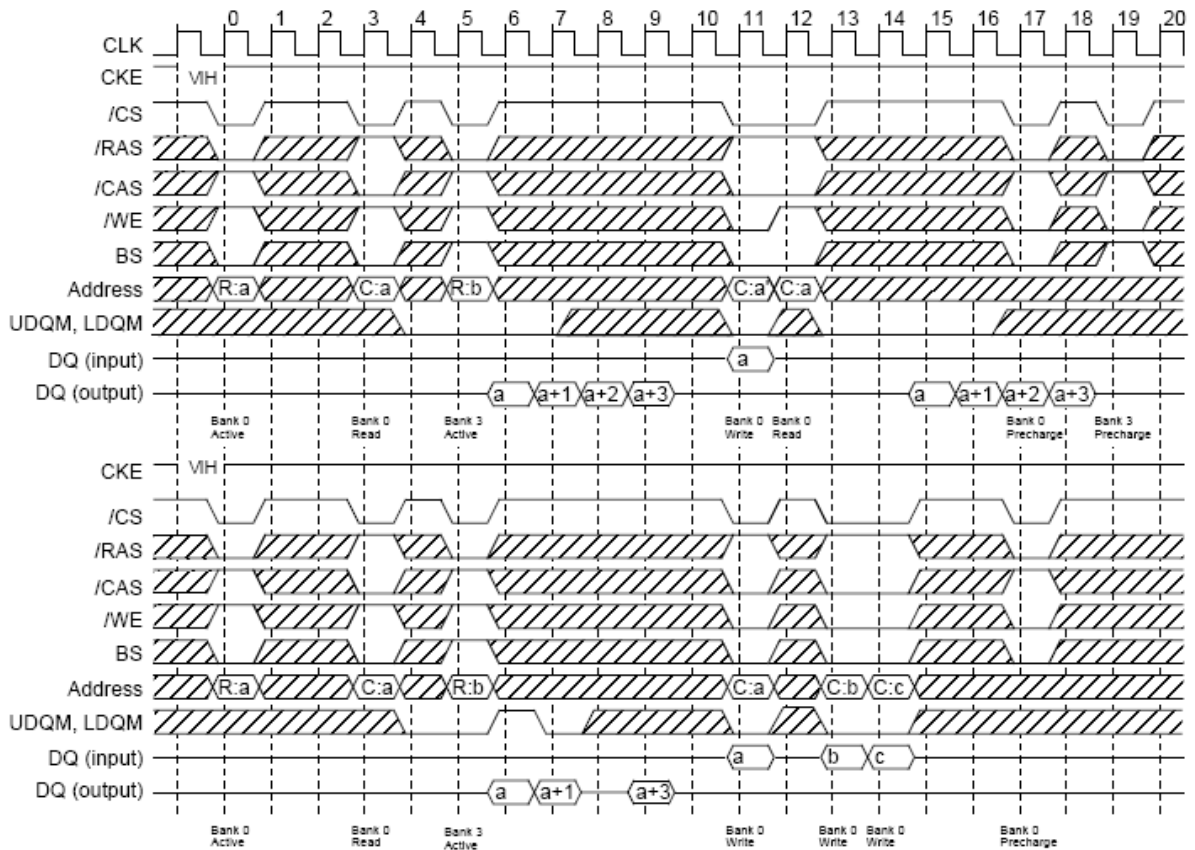 0 1 2 3 4 5 6 7 8 9 10 11 12 13 14 15 16 17 18 19 20
CLK
CKE VIH
/CS
/RAS
/CAS
/WE
BS
Address R:a C:a R:b C:a' C:a
UDQM, LDQM
DQ (input) a
DQ (output) a a+1 a+2 a+3 a a+1 a+2 a+3
Bank 0 Bank 0 Bank 3 Bank 0 Bank 0 Bank 0 Bank 3
Active Read Active Write Read Precharge Precharge
CKE VIH
/CS
/RAS
/CAS
/WE
BS
Address R:a C:a R:b C:a C:b C:c
UDQM, LDQM
DQ (input) a b c
DQ (output) a a+1 a+3
Bank 0 Bank 0 Bank 3 Bank 0 Bank 0 Bank 0 Bank 0
Active Read Active Write Write Write Precharge